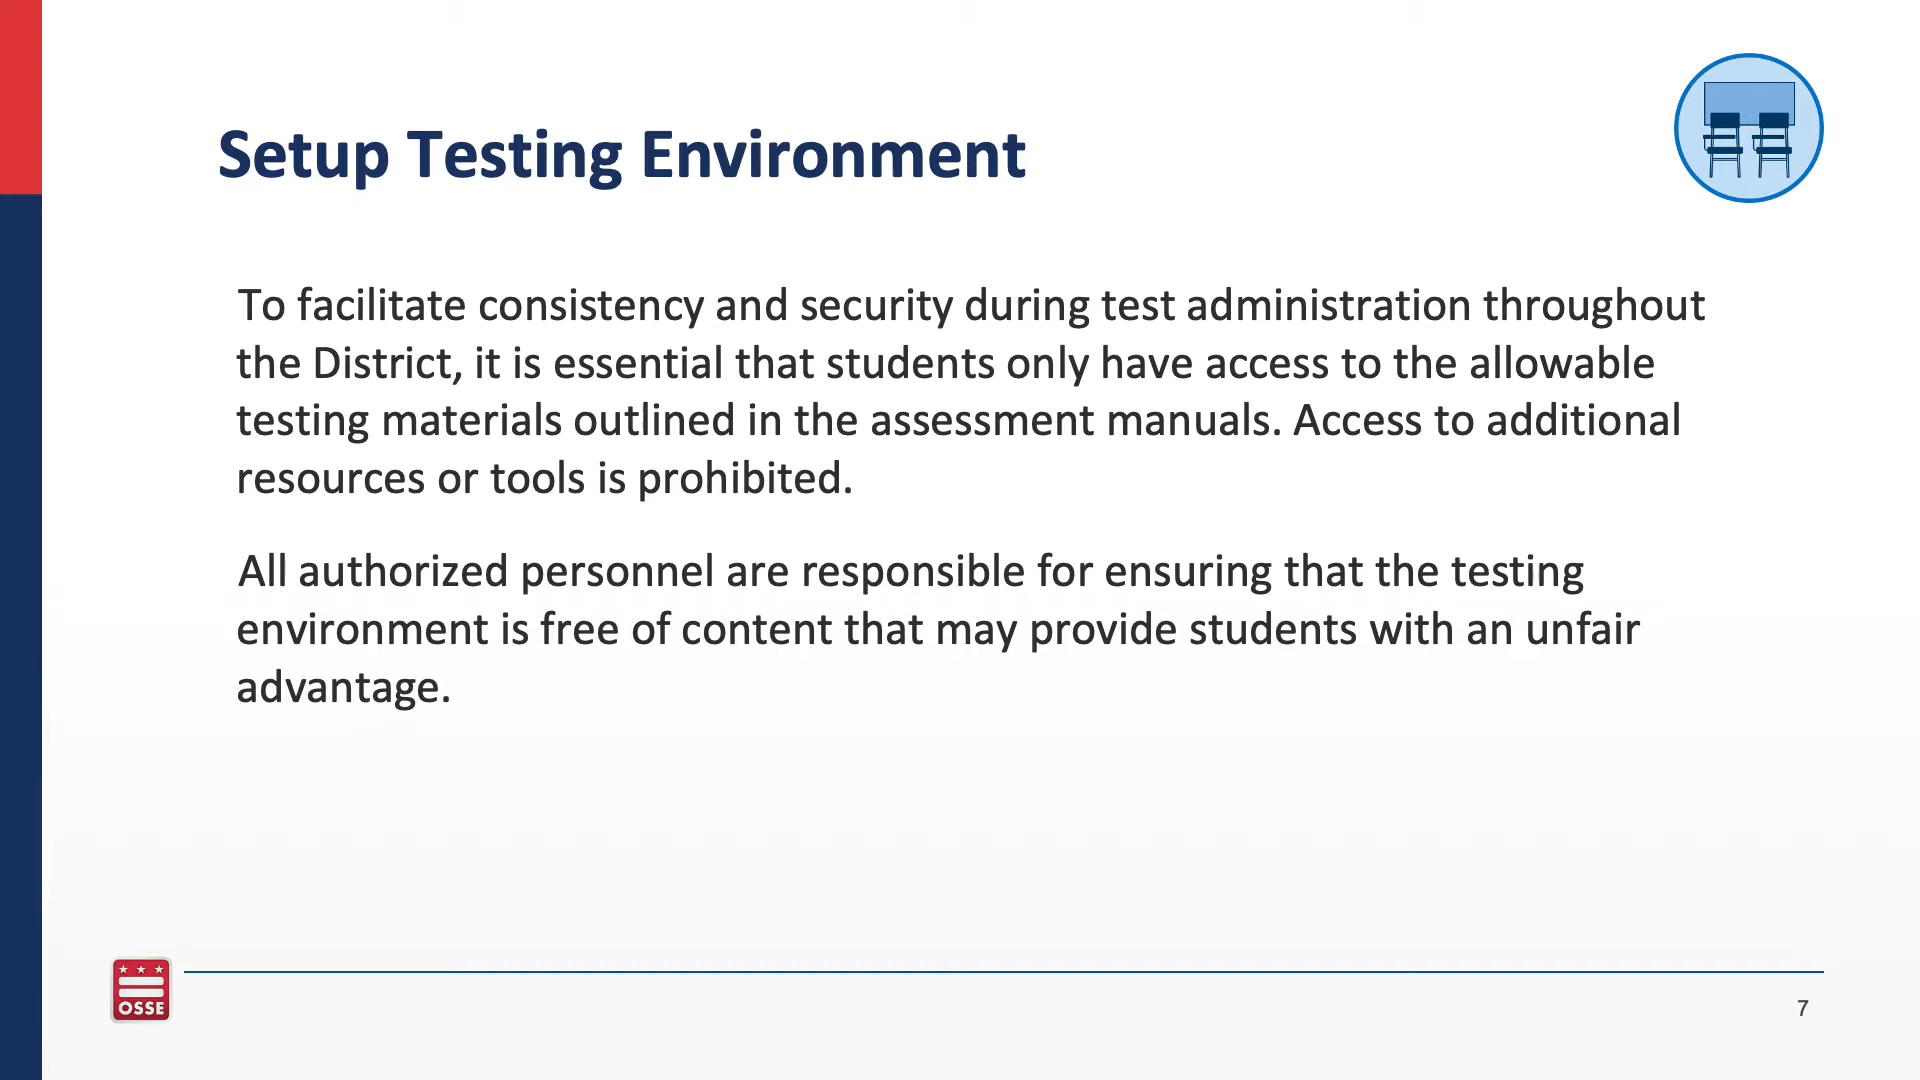 Setup Testing Environment
To facilitate consistency and security during test administration throughout
the District, it is essential that students only have access to the allowable
testing materials outlined in the assessment manuals. Access to additional
resources or tools is prohibited.
All authorized personnel are responsible for ensuring that the testing
environment is free of content that may provide students with an unfair
advantage.
OSSE
7